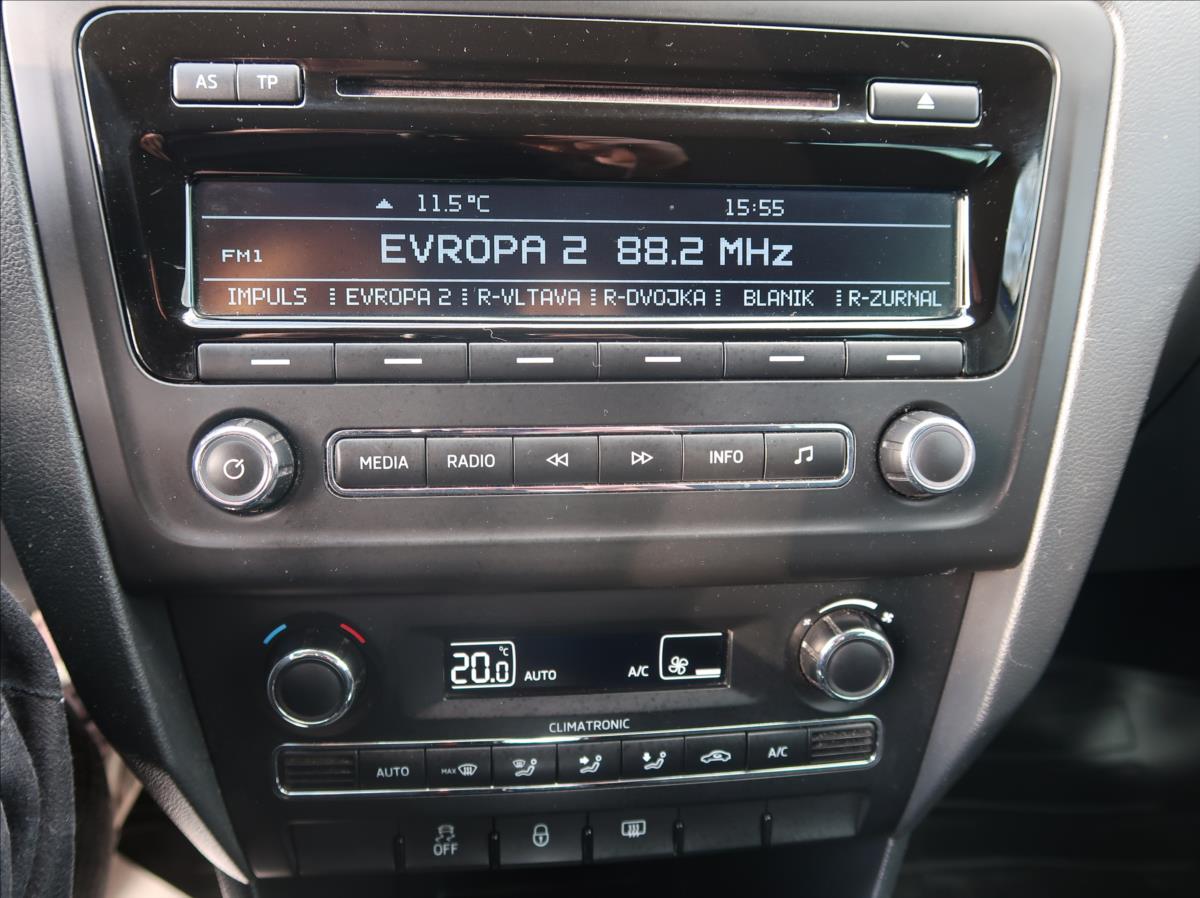 AS TP
11.5°C 15:55
FM1 EVROPA 2 88.2 MHz
IMPULS EVROPA 2 R-VLTAVA R-DVOJKA BLANIK R-ZURNAL
MEDIA RADIO INFO
20.0 °C AUTO A/C
CLIMATRONIC
AUTO MAX A/C
OFF